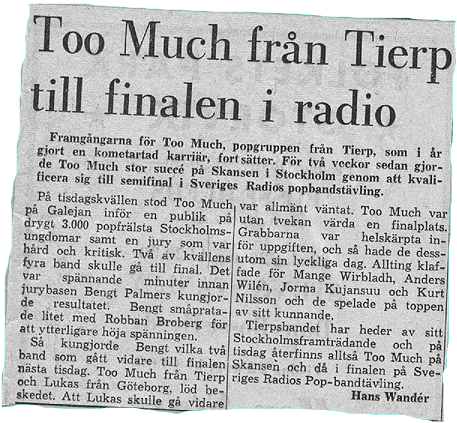 Too Much från Tierp
till finalen i radio
Framgångarna för Too Much, popgruppen från Tierp, som i år
gjort en kometartad karriär, fortsätter. För två veckor sedan gjor-
de Too Much stor succé på Skansen i Stockholm genom att kvali-
ficera sig till semifinal i Sveriges Radios popbandstävling.
På tisdagskvällen stod Too Much
på Galejan inför en publik på
drygt 3.000 popfrälsta Stockholms-
ungdomar samt en jury som var
hård och kritisk. Två av kvällens
fyra band skulle gå till final. Det
var spännande minuter innan
jurybasen Bengt Palmers kungjor-
de resultatet. Bengt småprata-
de litet med Robban Broberg för
att ytterligare höja spänningen.
Så kungjorde Bengt vilka två
band som gått vidare till finalen
nästa tisdag. Too Much från Tierp
och Lukas från Göteborg, löd be-
skedet. Att Lukas skulle gå vidare
var allmänt väntat. Too Much var
utan tvekan värda en finalplats.
Grabbarna var helskärpta in-
för uppgiften, och så hade de dess-
utom sin lyckliga dag. Allting klaf-
fade för Mange Wirbladh, Anders
Wilén, Jorma Kujansuu och Kurt
Nilsson och de spelade på toppen
av sitt kunnande.
Tierpsbandet har heder av sitt
Stockholmsframträdande och på
tisdag återfinns alltså Too Much på
Skansen och då i finalen på Sve-
riges Radios Pop-bandtävling.
Hans Wandér